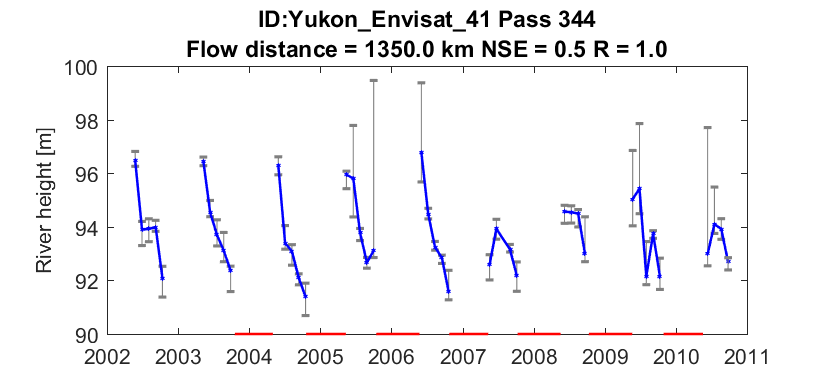 ID:Yukon_Envisat_41 Pass 344
Flow distance = 1350.0 km NSE = 0.5 R = 1.0
River height [m]
100
98
96
94
92
90
2002 2003 2004 2005 2006 2007 2008 2009 2010 2011